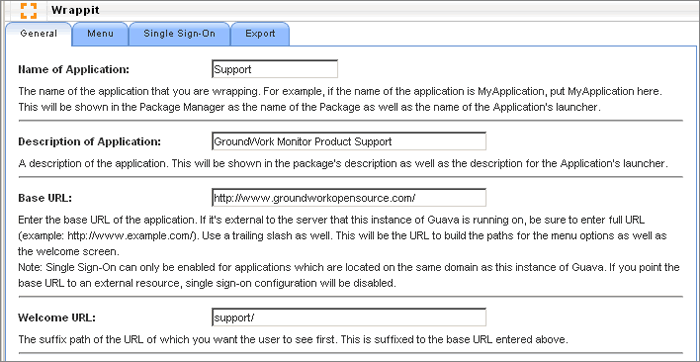 Wrappit
General Menu Single Sign-On Export
Name of Application: Support
The name of the application that you are wrapping. For example, if the name of the application is MyApplication, put MyApplication here.
This will be shown in the Package Manager as the name of the Package as well as the name of the Application's launcher.
Description of Application: GroundWork Monitor Product Support
A description of the application. This will be shown in the package's description as well as the description for the Application's launcher.
Base URL: http://www.groundworkopensource.com/
Enter the base URL of the application. If it's external to the server that this instance of Guava is running on, be sure to enter full URL
(example: http://www.example.com/). Use a trailing slash as well. This will be the URL to build the paths for the menu options as well as
the welcome screen.
Note: Single Sign-On can only be enabled for applications which are located on the same domain as this instance of Guava. If you point the
base URL to an external resource, single sign-on configuration will be disabled.
Welcome URL: support/
The suffix path of the URL of which you want the user to see first. This is suffixed to the base URL entered above.